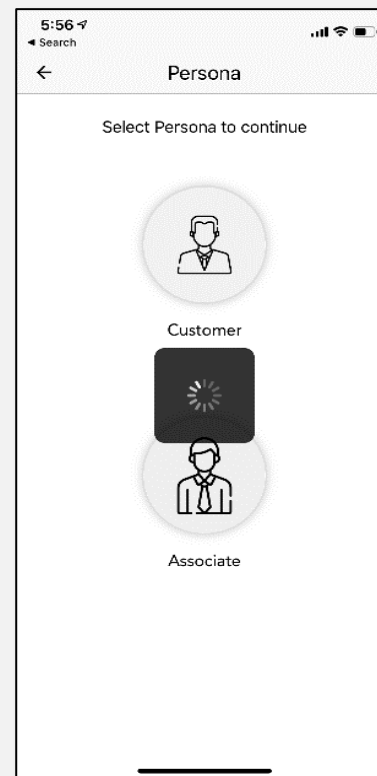 5:56
Search
Persona
Select Persona to continue
Customer
Associate